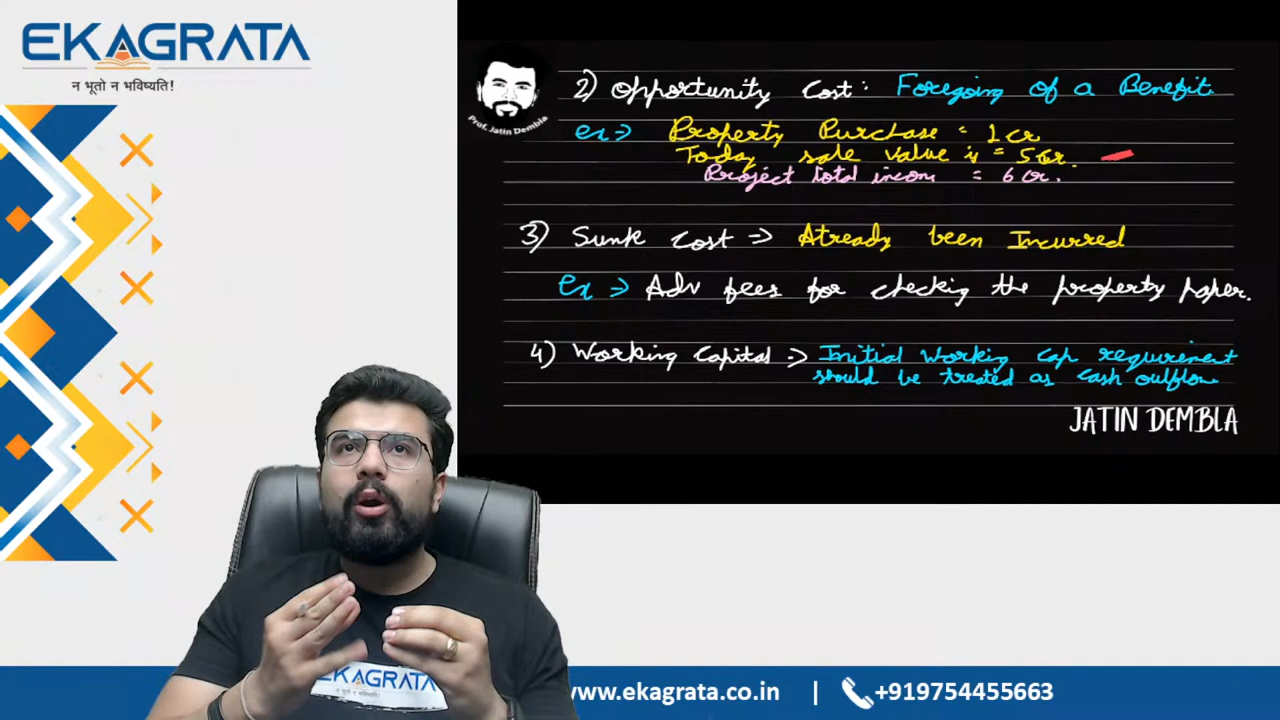 EKAGRATA
न भूतो न भविष्यति!
Prof. Jatin Dembla
2) Opportunity Cost: Foregoing of a Benefit
ex => Property Purchase = 1 cr
Today sale value is = 5 cr.
Project total incom = 6 cr.
3) Sunk Cost => Already been Incurred
ex => Adv fees for checking the property paper.
4) Working Capital => Initial working cap requirement
should be treated as cash outflow
JATIN DEMBLA
EKAGRATA
न भूतो न भविष्यति!
www.ekagrata.co.in | +919754455663